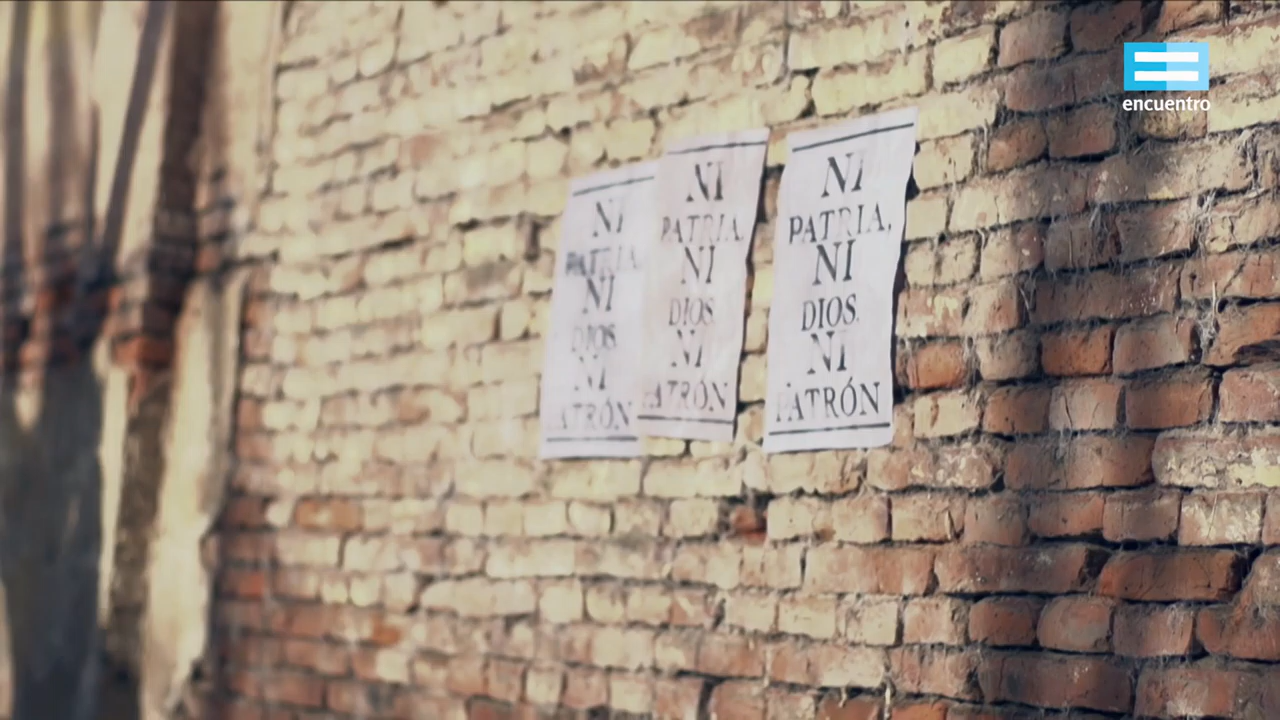 encuentro
NI
PATRIA,
NI
DIOS,
NI
PATRÓN
NI
PATRIA,
NI
DIOS
NI
PATRÓN
NI
PATRIA,
NI
DIOS.
NI
PATRÓN